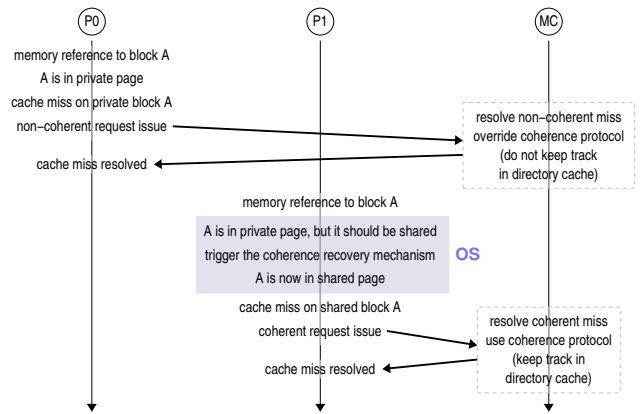 P0
P1
MC
memory reference to block A
A is in private page
cache miss on private block A
non−coherent request issue
resolve non−coherent miss
override coherence protocol
(do not keep track
in directory cache)
cache miss resolved
memory reference to block A
A is in private page, but it should be shared
trigger the coherence recovery mechanism
A is now in shared page
OS
cache miss on shared block A
coherent request issue
resolve coherent miss
use coherence protocol
(keep track in
directory cache)
cache miss resolved